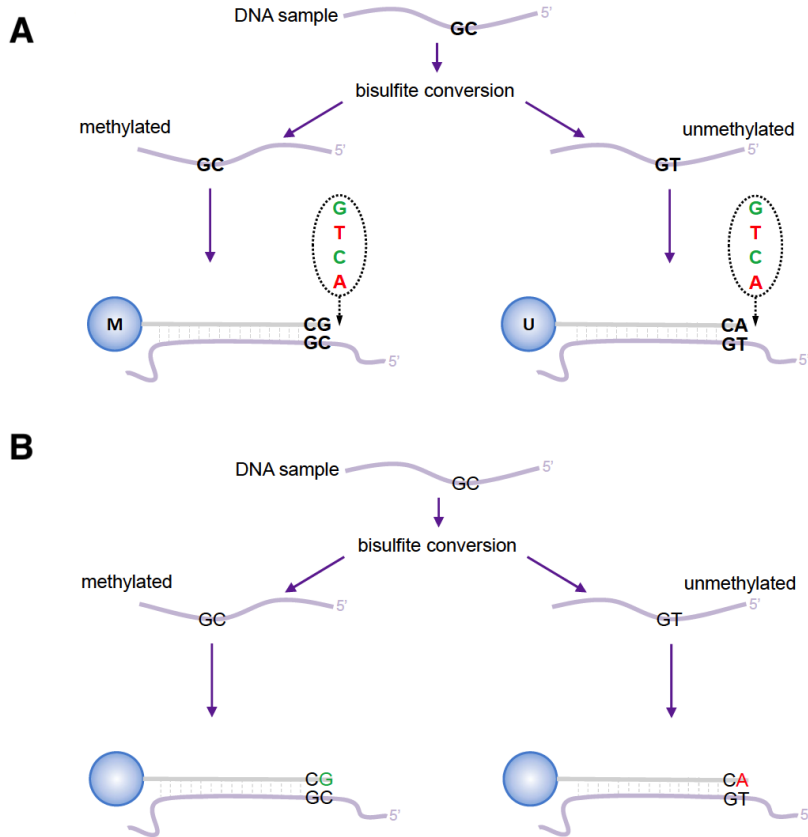 A
DNA sample
GC
5'
bisulfite conversion
methylated
unmethylated
GC
5'
GT
5'
G
T
C
A
G
T
C
A
M
CG
GC
5'
U
CA
GT
5'
B
DNA sample
GC
5'
bisulfite conversion
methylated
unmethylated
GC
5'
GT
5'
CG
GC
5'
CA
GT
5'